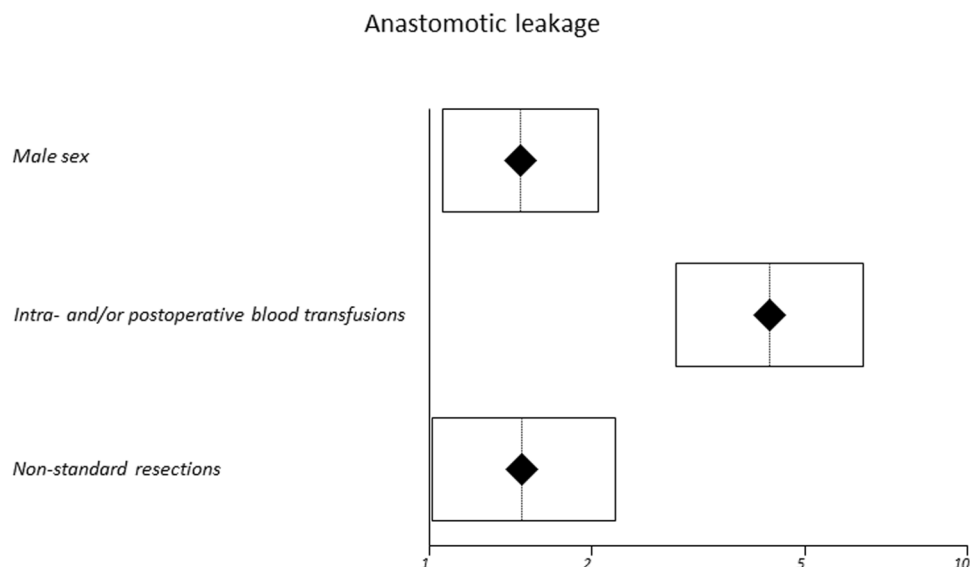 Anastomotic leakage
Male sex
Intra- and/or postoperative blood transfusions
Non-standard resections
1 2 5 10